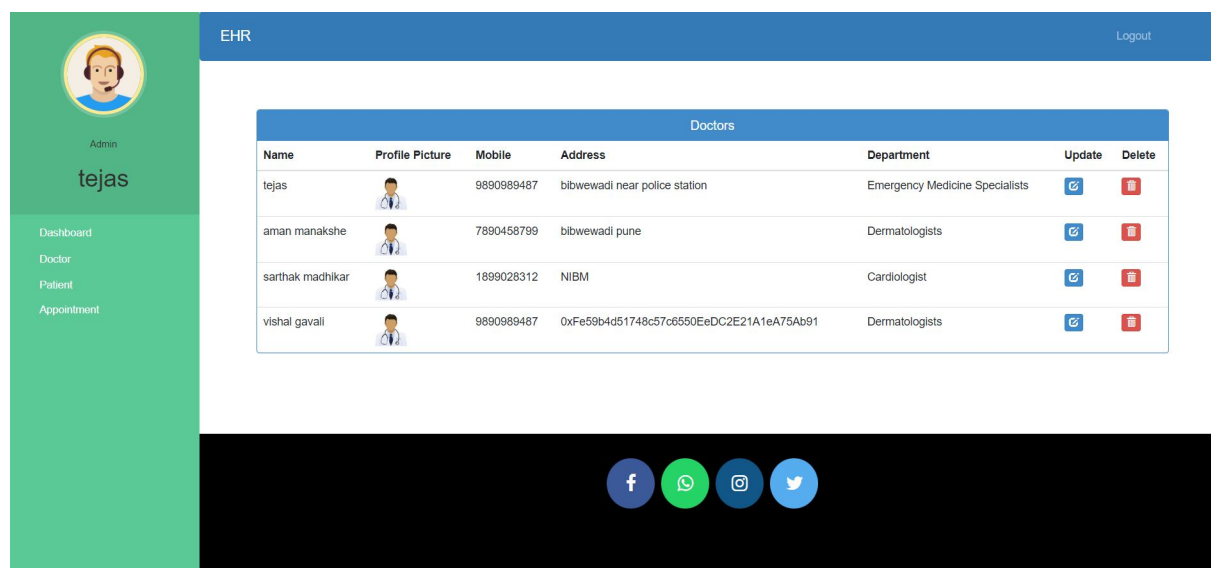 EHR Logout
Admin
tejas
Dashboard
Doctor
Patient
Appointment
Doctors
Name Profile Picture Mobile Address Department Update Delete
tejas 9890989487 bibwewadi near police station Emergency Medicine Specialists
aman manakshe 7890458799 bibwewadi pune Dermatologists
sarthak madhikar 1899028312 NIBM Cardiologist
vishal gavali 9890989487 0xFe59b4d51748c57c6550EeDC2E21A1eA75Ab91 Dermatologists